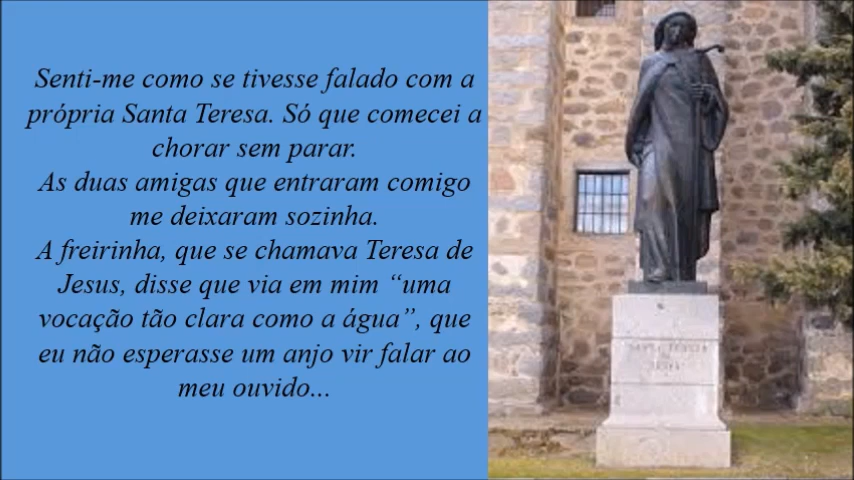 Senti-me como se tivesse falado com a
própria Santa Teresa. Só que comecei a
chorar sem parar.
As duas amigas que entraram comigo
me deixaram sozinha.
A freirinha, que se chamava Teresa de
Jesus, disse que via em mim “uma
vocação tão clara como a água”, que
eu não esperasse um anjo vir falar ao
meu ouvido...
SANTA TERESA